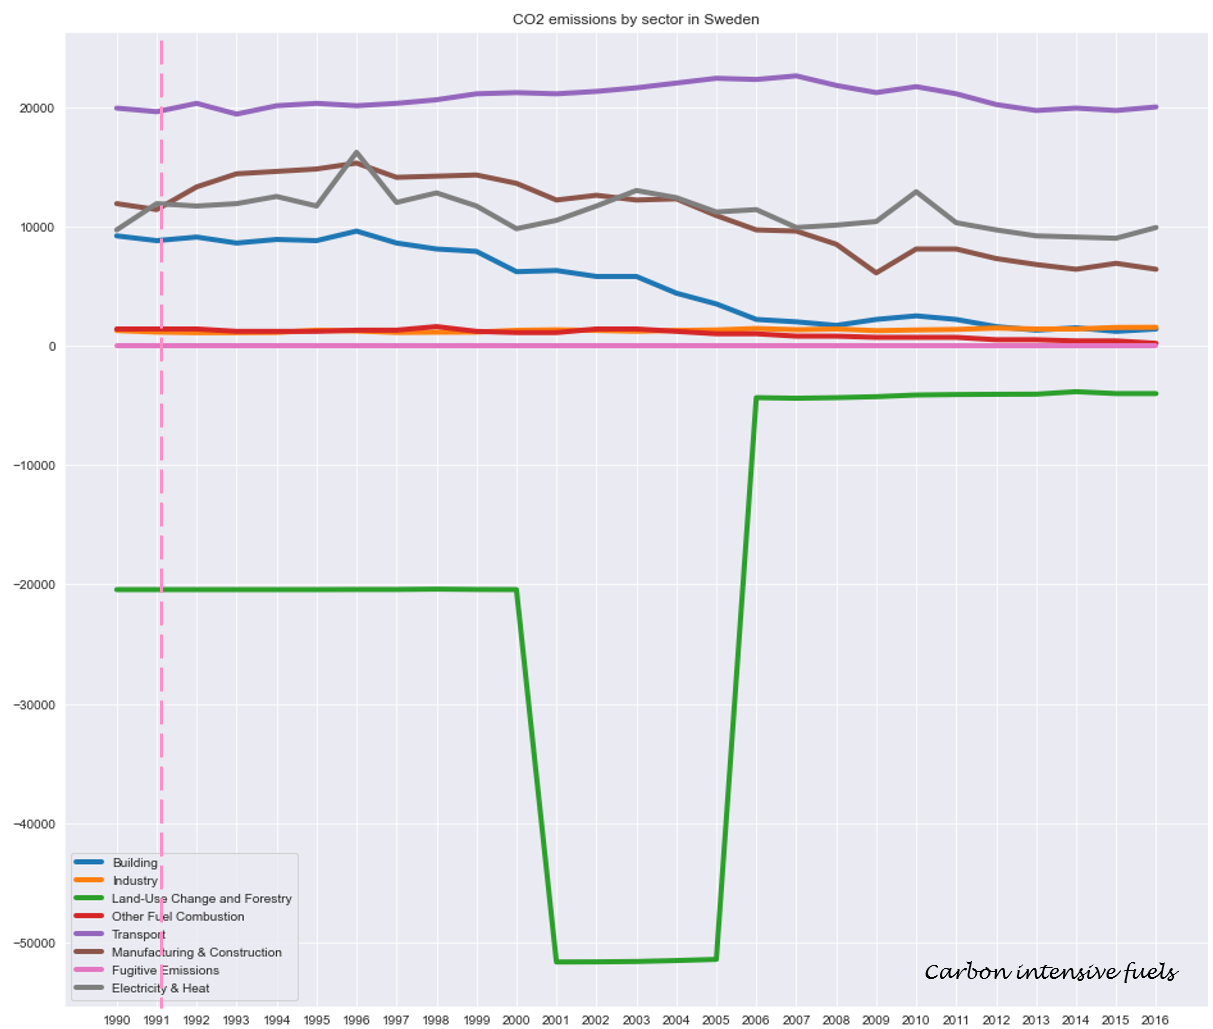 CO2 emissions by sector in Sweden
20000
10000
0
−10000
−20000
−30000
−40000
−50000
Building
Industry
Land-Use Change and Forestry
Other Fuel Combustion
Transport
Manufacturing & Construction
Fugitive Emissions
Electricity & Heat
Carbon intensive fuels
1990 1991 1992 1993 1994 1995 1996 1997 1998 1999 2000 2001 2002 2003 2004 2005 2006 2007 2008 2009 2010 2011 2012 2013 2014 2015 2016